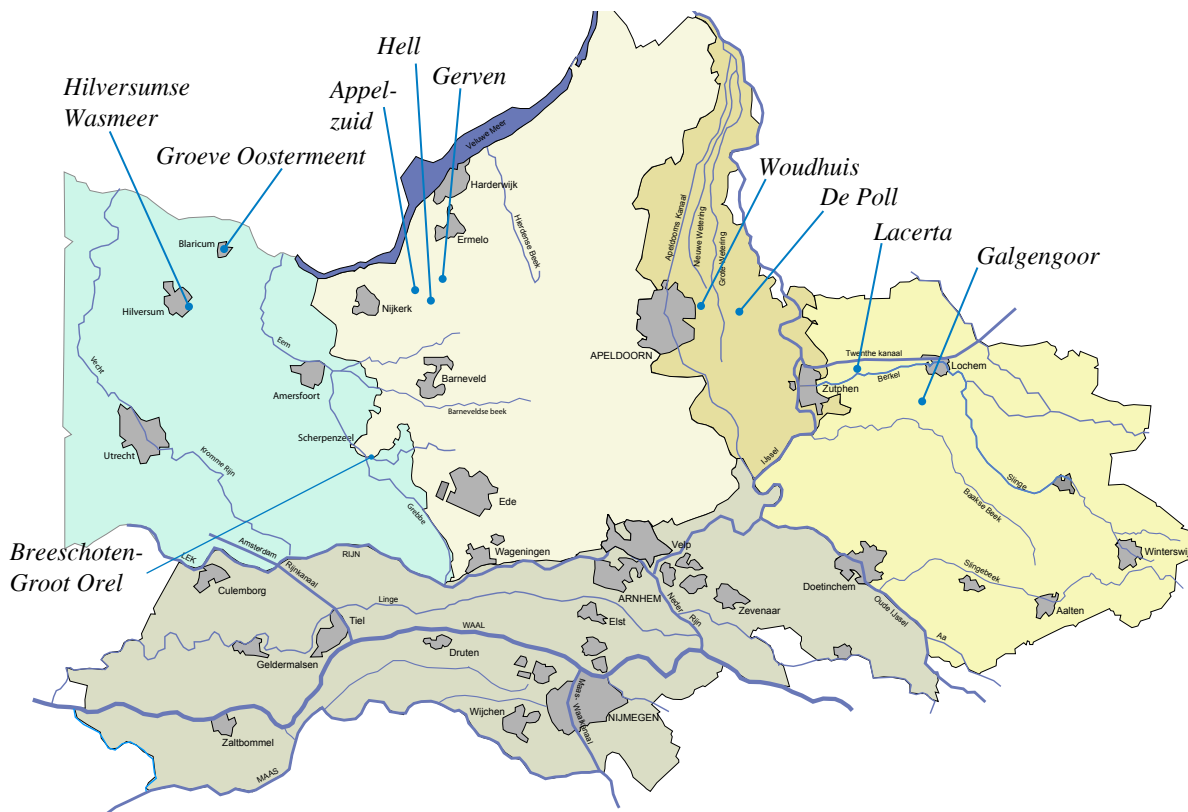 Hell
Gerven
Appel-
zuid
Hilversumse
Wasmeer
Groeve Oostermeent
Woudhuis
De Poll
Lacerta
Galgengoor
Breeschoten-
Groot Orel
Veluwe Meer
Harderwijk
Ermelo
Hierdense Beek
Blaricum
Hilversum
Nijkerk
Eem
Vecht
Amersfoort
Barneveld
Barneveldse beek
Scherpenzeel
Utrecht
Kromme Rijn
Grebbe
Ede
Apeldooms Kanaal
Nieuwe Wetering
Grote Wetering
APELDOORN
Twenthe kanaal
Berkel
Lochem
Zutphen
IJssel
Baakse Beek
Slinge
Winterswij
Slingebeek
Aalten
Aa
Doetinchem
Oude IJssel
LEK
Amsterdam
Rijnkanaal
RIJN
Wageningen
Velp
ARNHEM
Neder
Rijn
Zevenaar
Culemborg
Linge
Tiel
Elst
WAAL
Druten
Geldermalsen
Wijchen
Maas-Waalkanaal
NIJMEGEN
Zaltbommel
MAAS